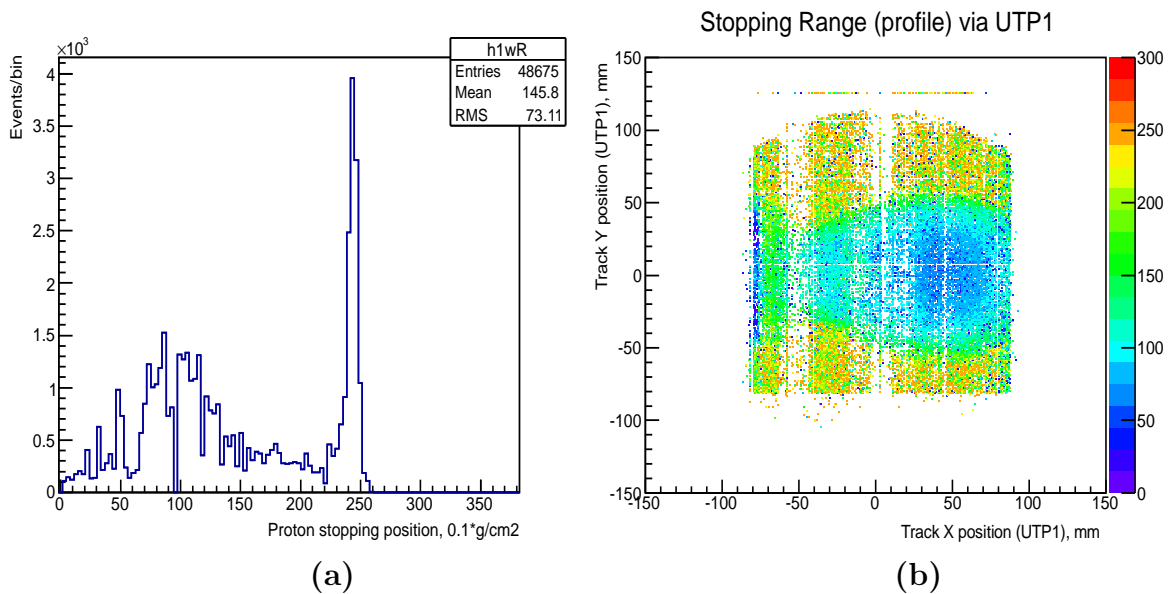 Stopping Range (profile) via UTP1
×10³
h1wR
Entries 48675
Mean 145.8
RMS 73.11
Events/bin
4
3.5
3
2.5
2
1.5
1
0.5
0
0 50 100 150 200 250 300 350
Proton stopping position, 0.1*g/cm2
(a)
Track Y position (UTP1), mm
150
100
50
0
-50
-100
-150
-150 -100 -50 0 50 100 150
Track X position (UTP1), mm
300
250
200
150
100
50
0
(b)